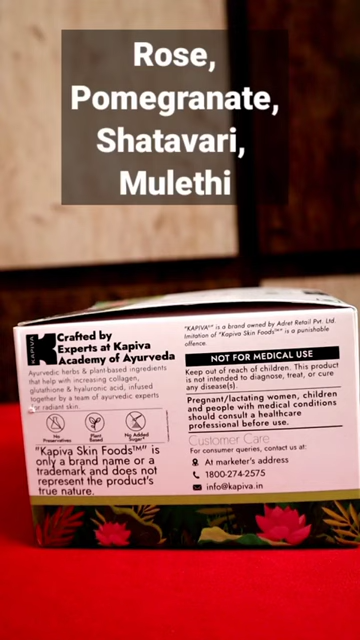 Rose,
Pomegranate,
Shatavari,
Mulethi
KAPIVA
Crafted by
Experts at Kapiva
Academy of Ayurveda
Ayurvedic herbs & plant-based ingredients
that help with increasing collagen,
glutathione & hyaluronic acid, infused
together by a team of ayurvedic experts
for radiant skin.
No
Preservatives
Plant
Based
No Added
Sugar
"Kapiva Skin Foods™" is
only a brand name or a
trademark and does not
represent the product's
true nature.
"KAPIVA" is a brand owned by Adret Retail Pvt. Ltd.
Imitation of "Kapiva Skin Foods™" is a punishable
offence.
NOT FOR MEDICAL USE
Keep out of reach of children. This product
is not intended to diagnose, treat, or cure
any disease(s).
Pregnant/lactating women, children
and people with medical conditions
should consult a healthcare
professional before use.
Customer Care
For consumer queries, contact us at:
At marketer's address
1800-274-2575
info@kapiva.in